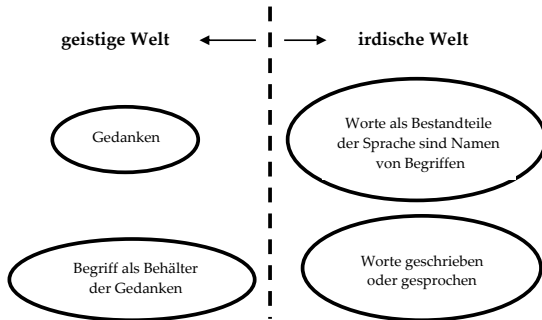 geistige Welt
irdische Welt
Gedanken
Worte als Bestandteile
der Sprache sind Namen
von Begriffen
Begriff als Behälter
der Gedanken
Worte geschrieben
oder gesprochen